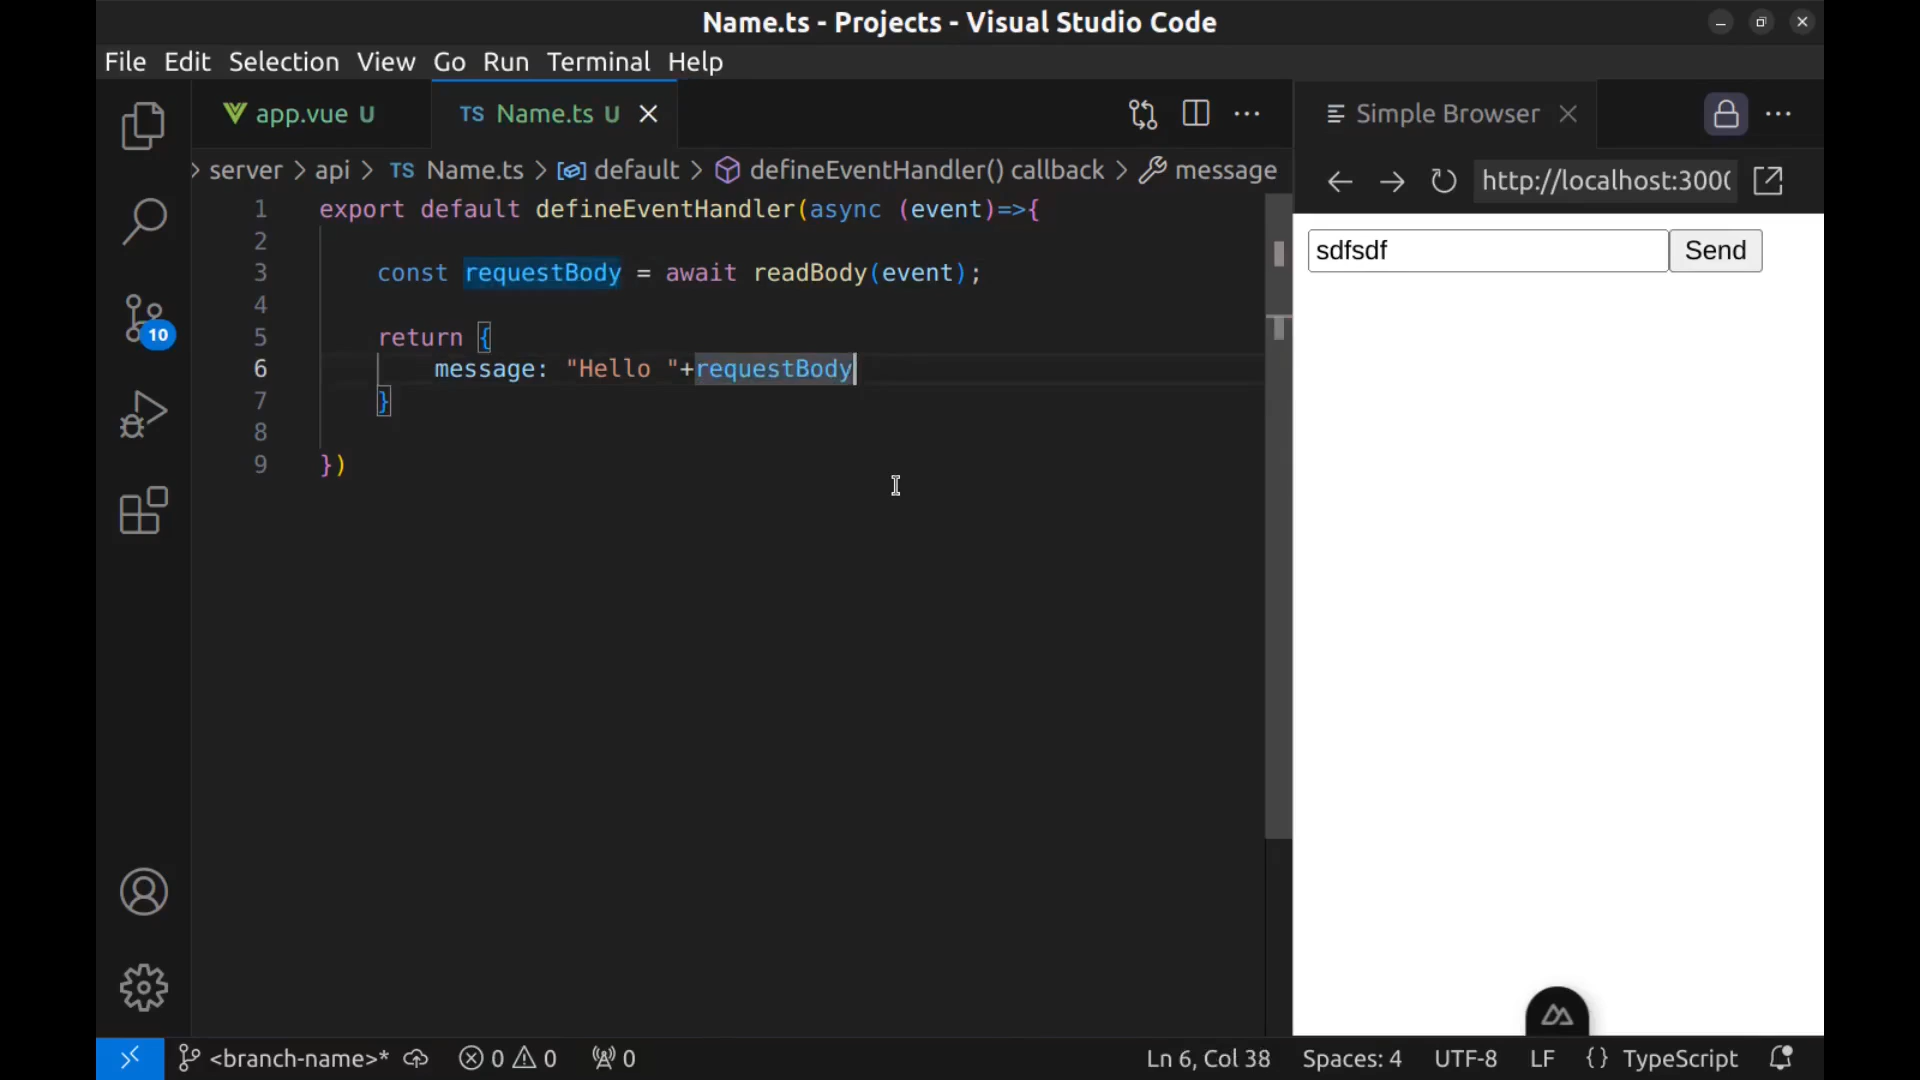 Name.ts - Projects - Visual Studio Code
File Edit Selection View Go Run Terminal Help
app.vue U
TS Name.ts U
Simple Browser
server > api > TS Name.ts > default > defineEventHandler() callback > message
http://localhost:300
1 export default defineEventHandler(async (event)=>{
2
3 const requestBody = await readBody(event);
4
5 return {
6 message: "Hello "+requestBody
7 }
8
9 })
sdfsdf Send
10
<branch-name>* 0 0 0 Ln 6, Col 38 Spaces: 4 UTF-8 LF {} TypeScript